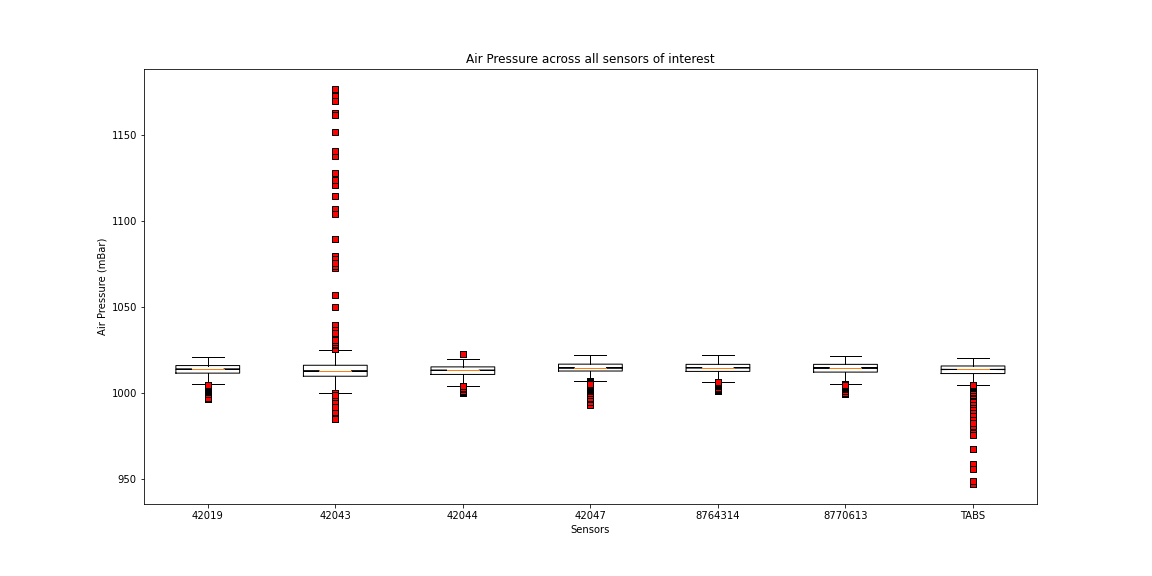 Air Pressure across all sensors of interest
Air Pressure (mBar)
1150
1100
1050
1000
950
42019 42043 42044 42047 8764314 8770613 TABS
Sensors